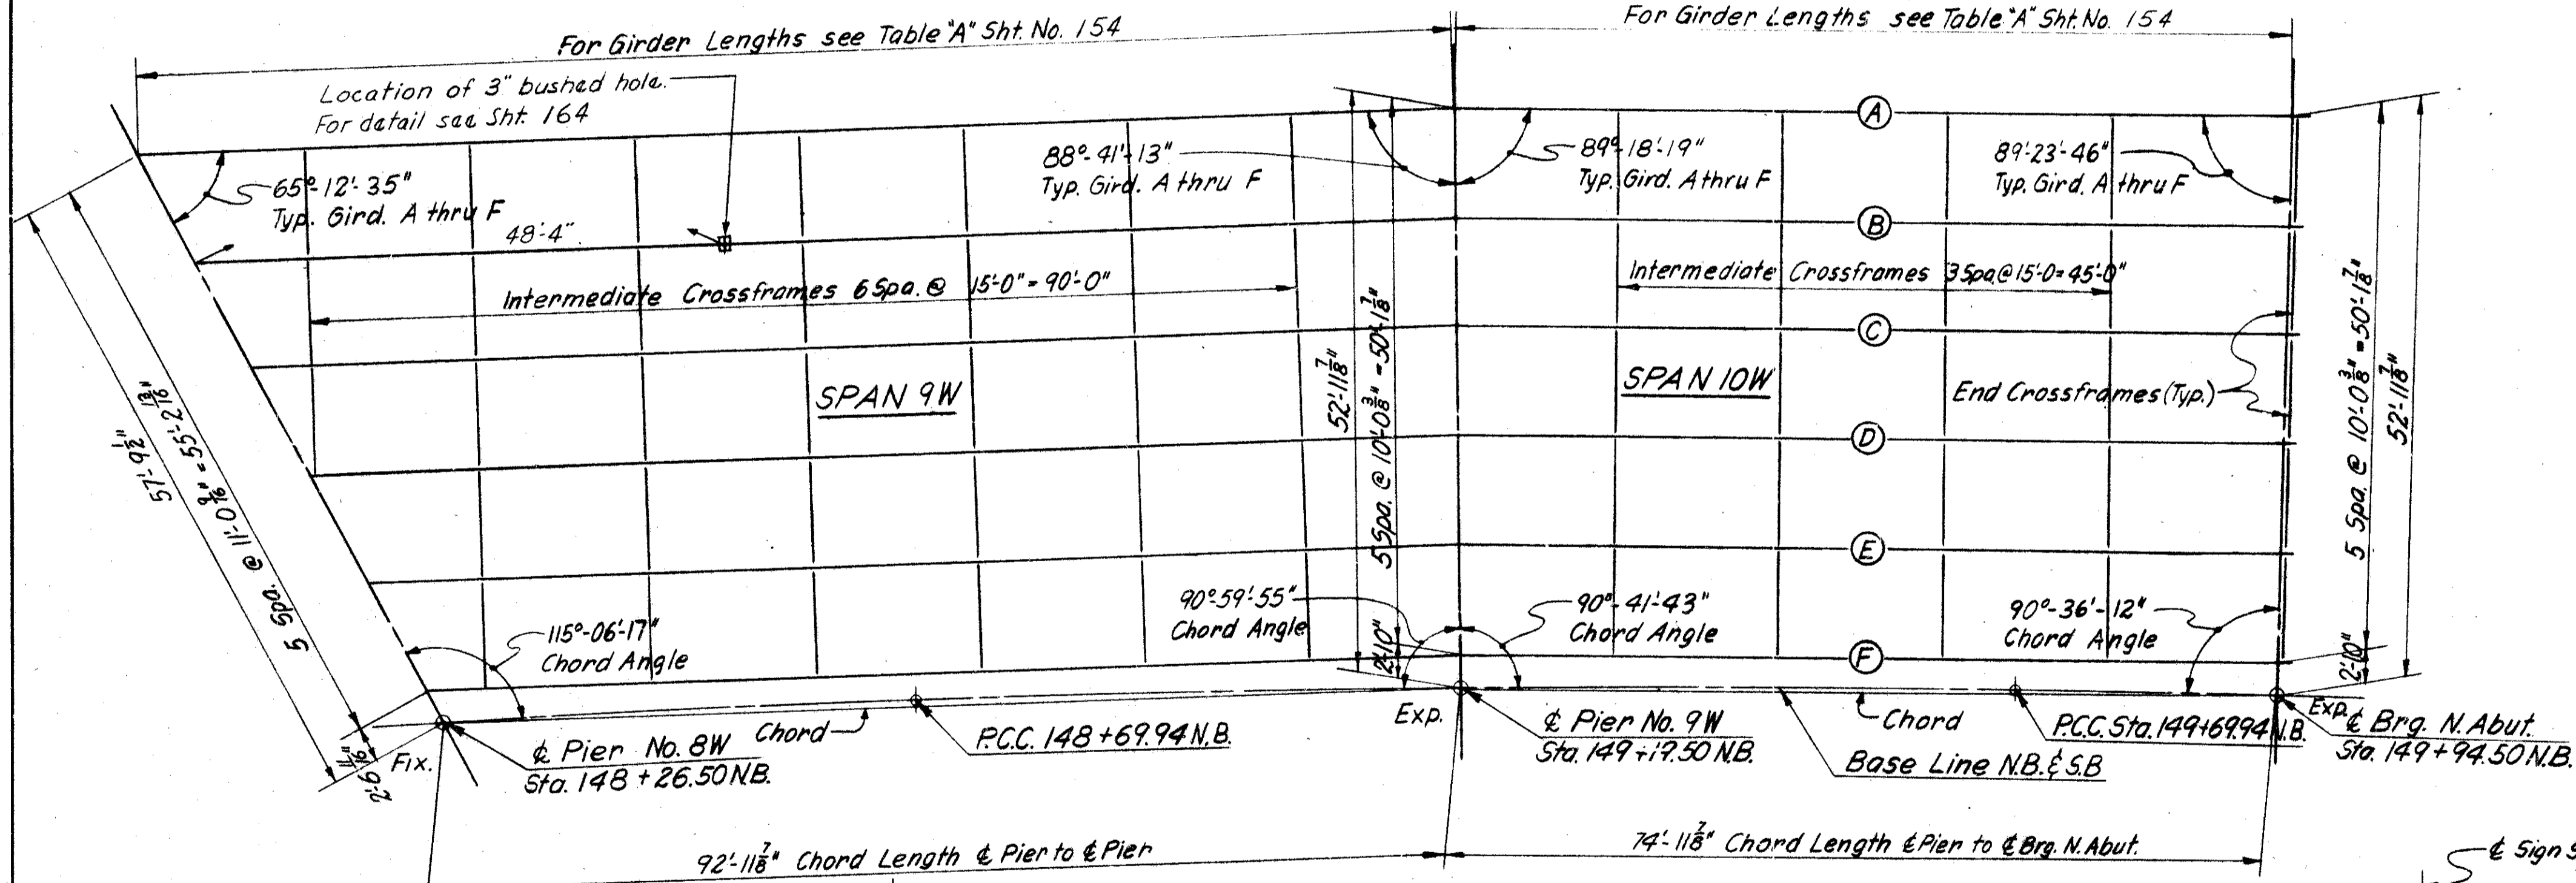 For Girder Lengths see Table "A" Sht. No. 154
For Girder Lengths see Table "A" Sht. No. 154
Location of 3" bushed hole.
For detail see Sht. 164
65°-12'-35"
Typ. Gird. A thru F
88°-41'-13"
Typ. Gird. A thru F
89°-18'-19"
Typ. Gird. A thru F
89°-23'-46"
Typ. Gird. A thru F
A
B
C
D
E
F
48'-4"
Intermediate Crossframes 6 Spa. @ 15'-0" = 90'-0"
Intermediate Crossframes 3 Spa. @ 15'-0 = 45'-0"
SPAN 9W
SPAN 10W
End Crossframes (Typ.)
57'-9 1/2"
5 Spa. @ 11'-0 9/16" = 55'-2 13/16"
2'-6 11/16"
52'-11 7/8"
5 Spa. @ 10'-0 3/8" = 50'-1 7/8"
2'-10"
5 Spa. @ 10'-0 3/8" = 50'-1 7/8"
52'-11 7/8"
2'-10"
115°-06'-17"
Chord Angle
90°-59'-55"
Chord Angle
90°-41'-43"
Chord Angle
90°-36'-12"
Chord Angle
Fix.
℄ Pier No. 8W
Sta. 148 + 26.50 N.B.
Chord
P.C.C. 148 + 69.94 N.B.
Exp.
℄ Pier No. 9W
Sta. 149 + 19.50 N.B.
Chord
Base Line N.B. & S.B
P.C.C. Sta. 149+69.94 N.B.
Exp.
℄ Brg. N. Abut.
Sta. 149 + 94.50 N.B.
92'-11 7/8" Chord Length ℄ Pier to ℄ Pier
74'-11 7/8" Chord Length ℄ Pier to ℄ Brg. N. Abut.
℄ Sign